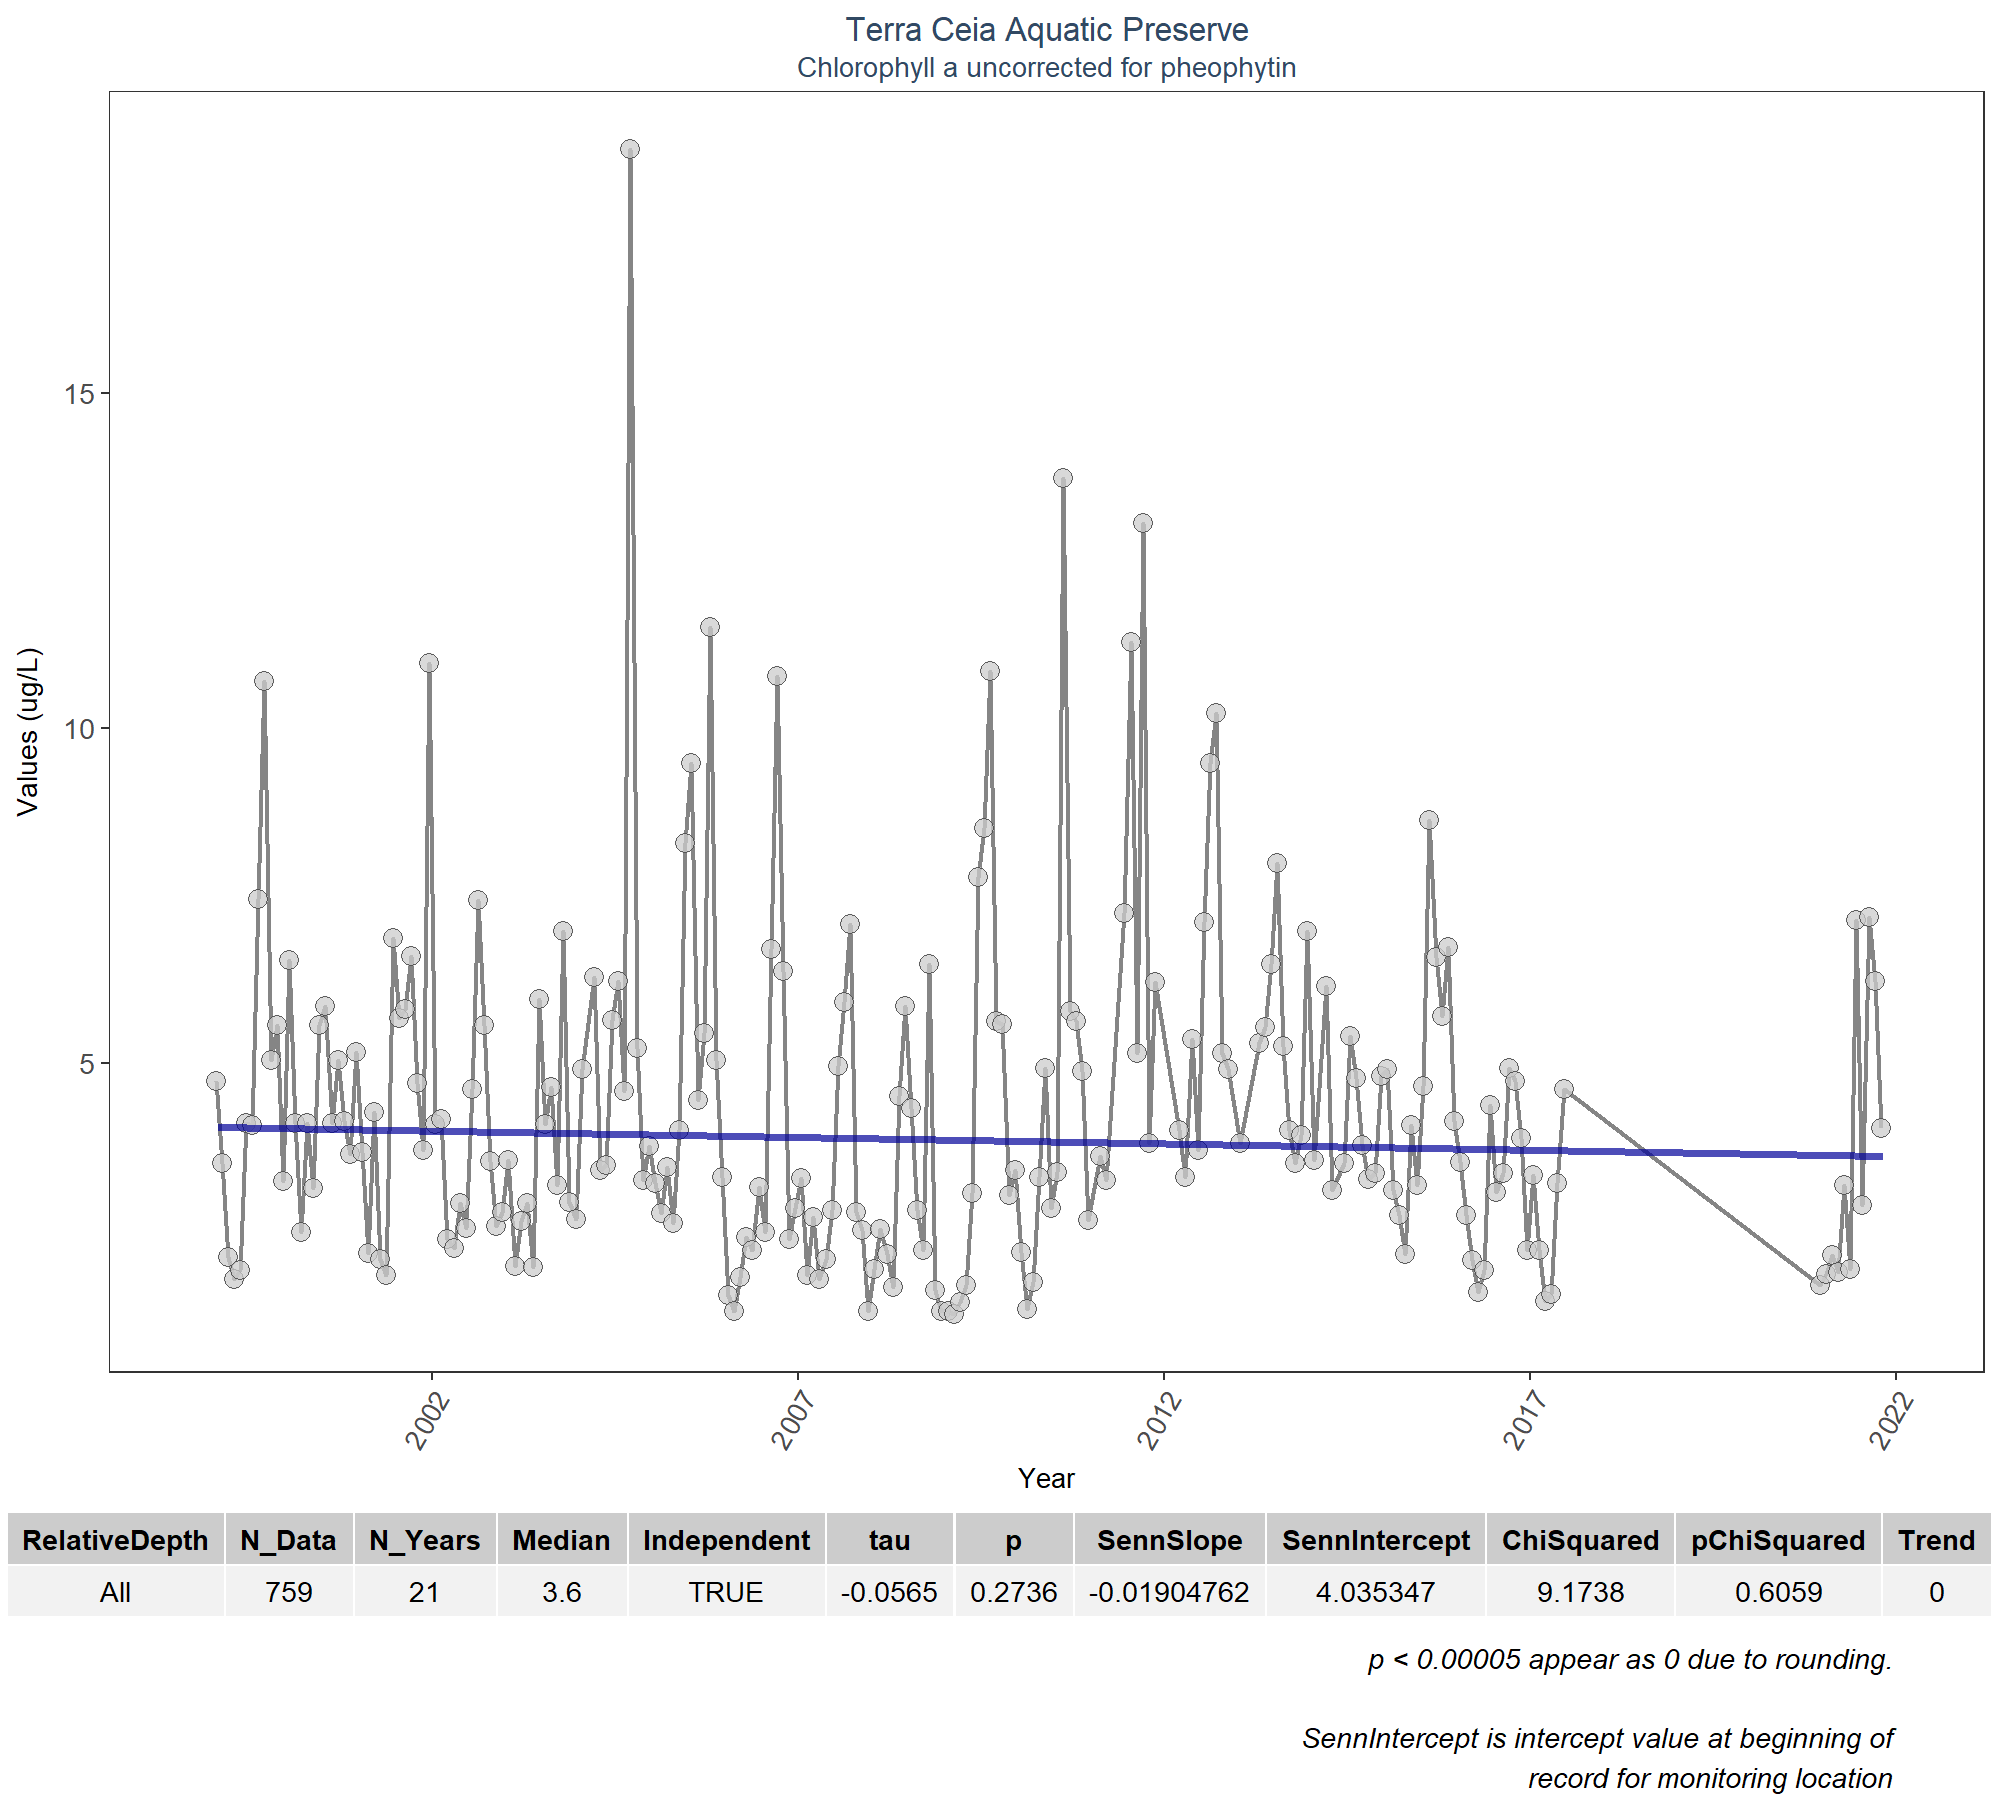 Terra Ceia Aquatic Preserve
Chlorophyll a uncorrected for pheophytin
Values (ug/L)
15
10
5
2002
2007
2012
2017
2022
Year
RelativeDepth N_Data N_Years Median Independent tau p SennSlope SennIntercept ChiSquared pChiSquared Trend
All 759 21 3.6 TRUE -0.0565 0.2736 -0.01904762 4.035347 9.1738 0.6059 0
p < 0.00005 appear as 0 due to rounding.
SennIntercept is intercept value at beginning of
record for monitoring location